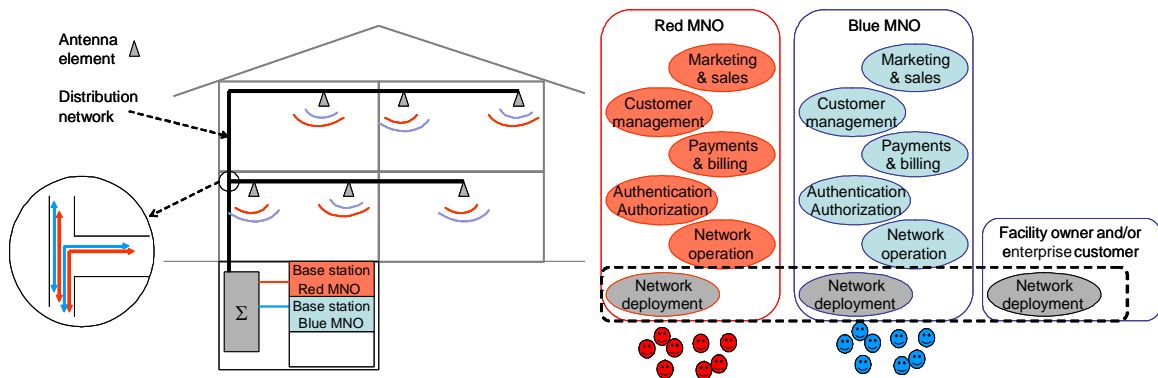 Antenna
element
Distribution
network
Base station
Red MNO
Base station
Blue MNO
Σ
Red MNO
Marketing
& sales
Customer
management
Payments
& billing
Authentication
Authorization
Network
operation
Network
deployment
Blue MNO
Marketing
& sales
Customer
management
Payments
& billing
Authentication
Authorization
Network
operation
Network
deployment
Facility owner and/or
enterprise customer
Network
deployment